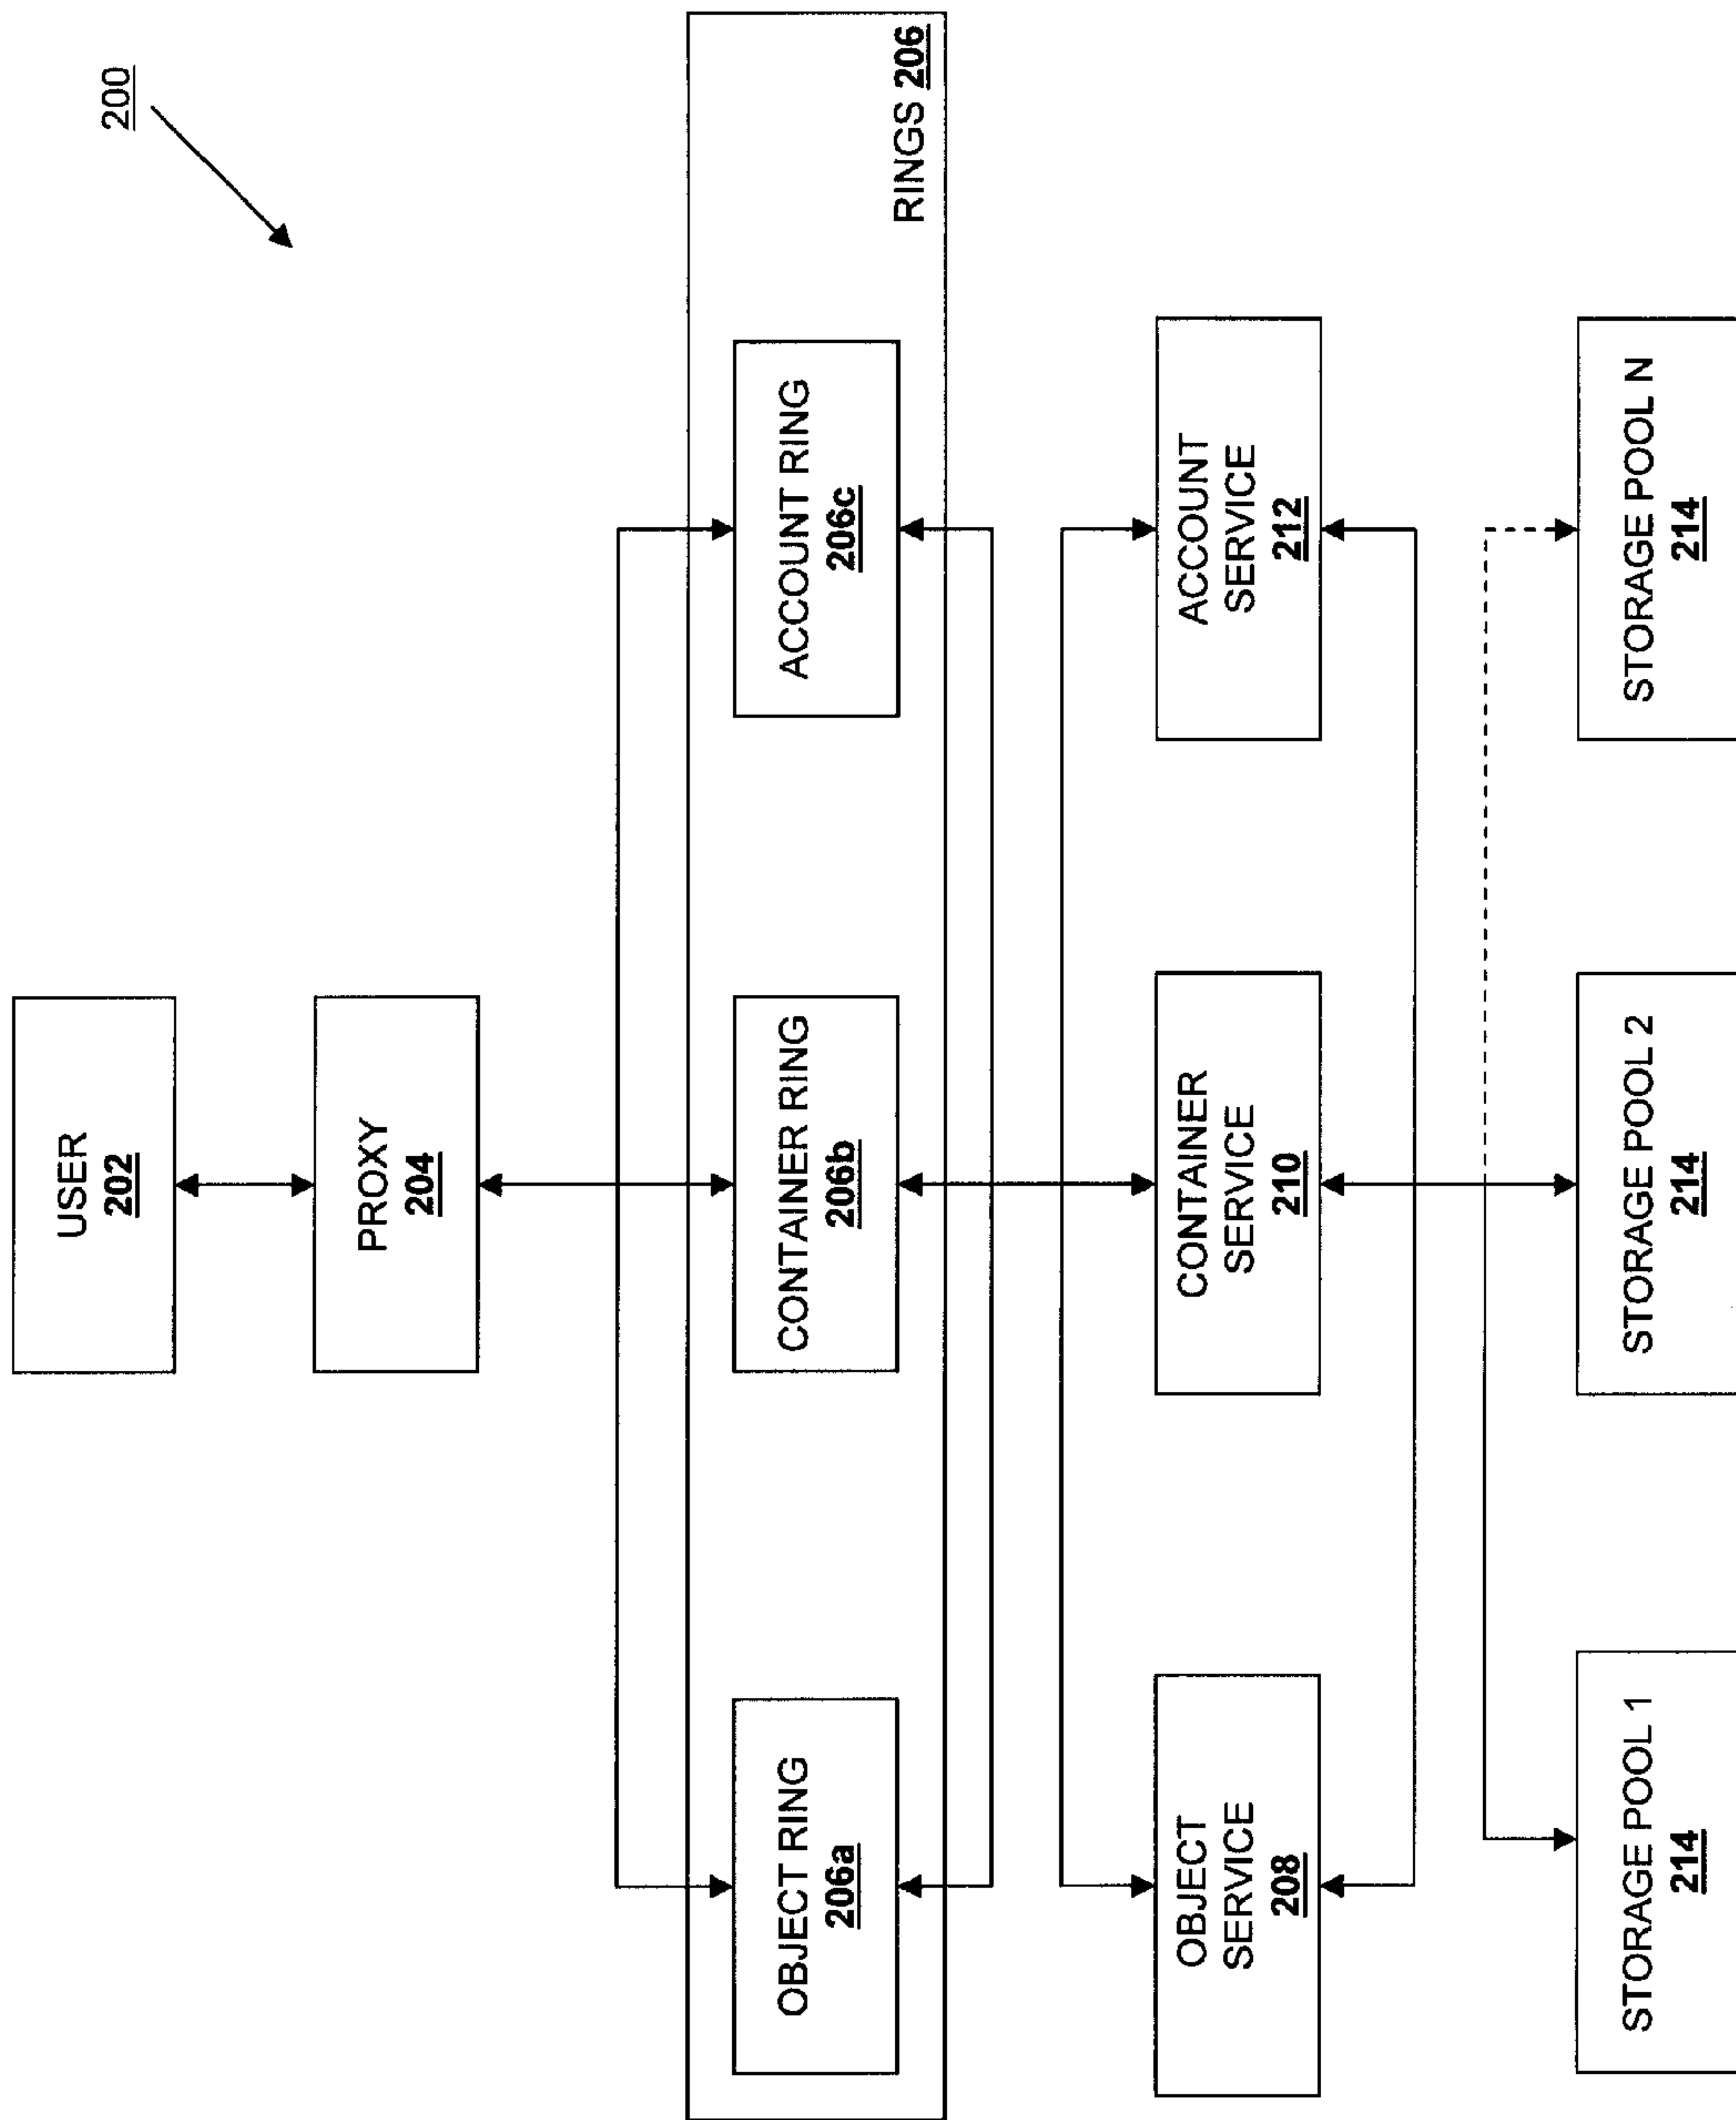 200
USER
202
PROXY
204
RINGS 206
OBJECT RING
206a
CONTAINER RING
206b
ACCOUNT RING
206c
OBJECT
SERVICE
208
CONTAINER
SERVICE
210
ACCOUNT
SERVICE
212
STORAGE POOL 1
214
STORAGE POOL 2
214
STORAGE POOL N
214